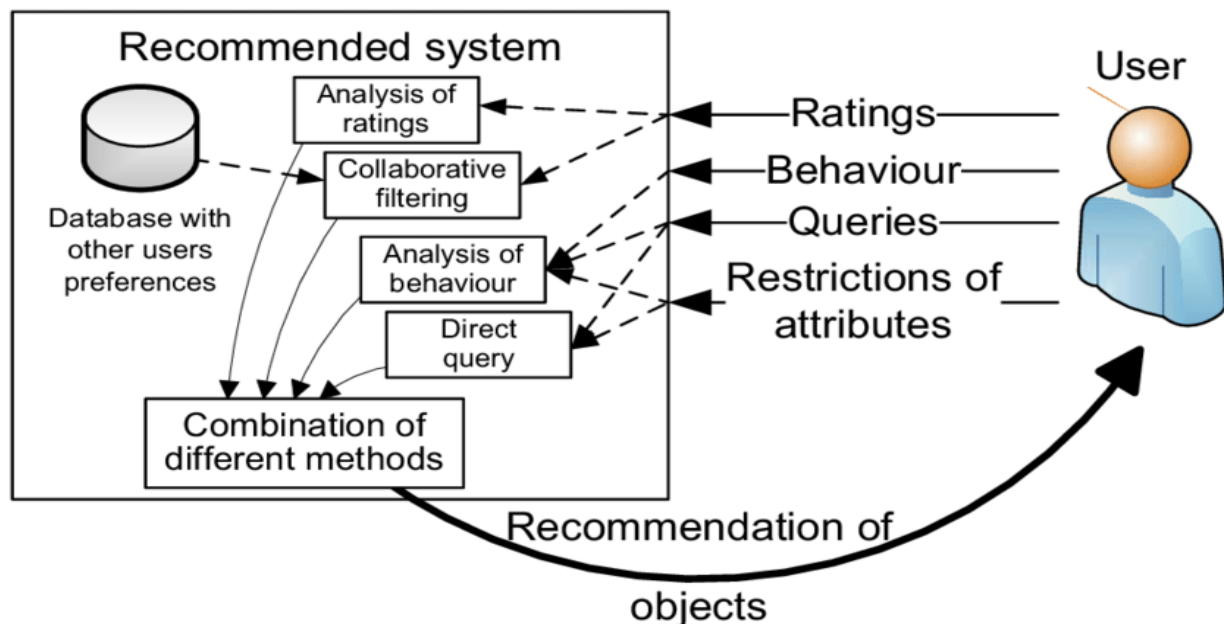 Recommended system
Analysis of
ratings
Collaborative
filtering
Database with
other users
preferences
Analysis of
behaviour
Direct
query
Combination of
different methods
User
Ratings
Behaviour
Queries
Restrictions of
attributes
Recommendation of
objects